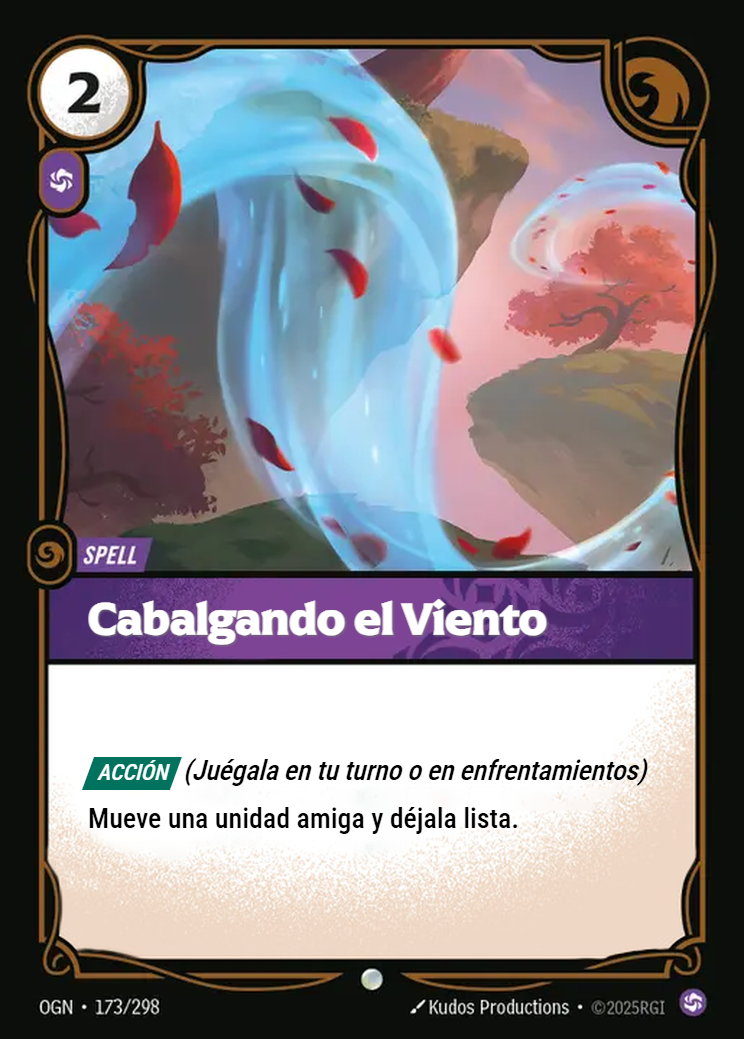 2
SPELL
Cabalgando el Viento
ACCIÓN (Juégala en tu turno o en enfrentamientos)
Mueve una unidad amiga y déjala lista.
OGN • 173/298
Kudos Productions • ©2025RGI